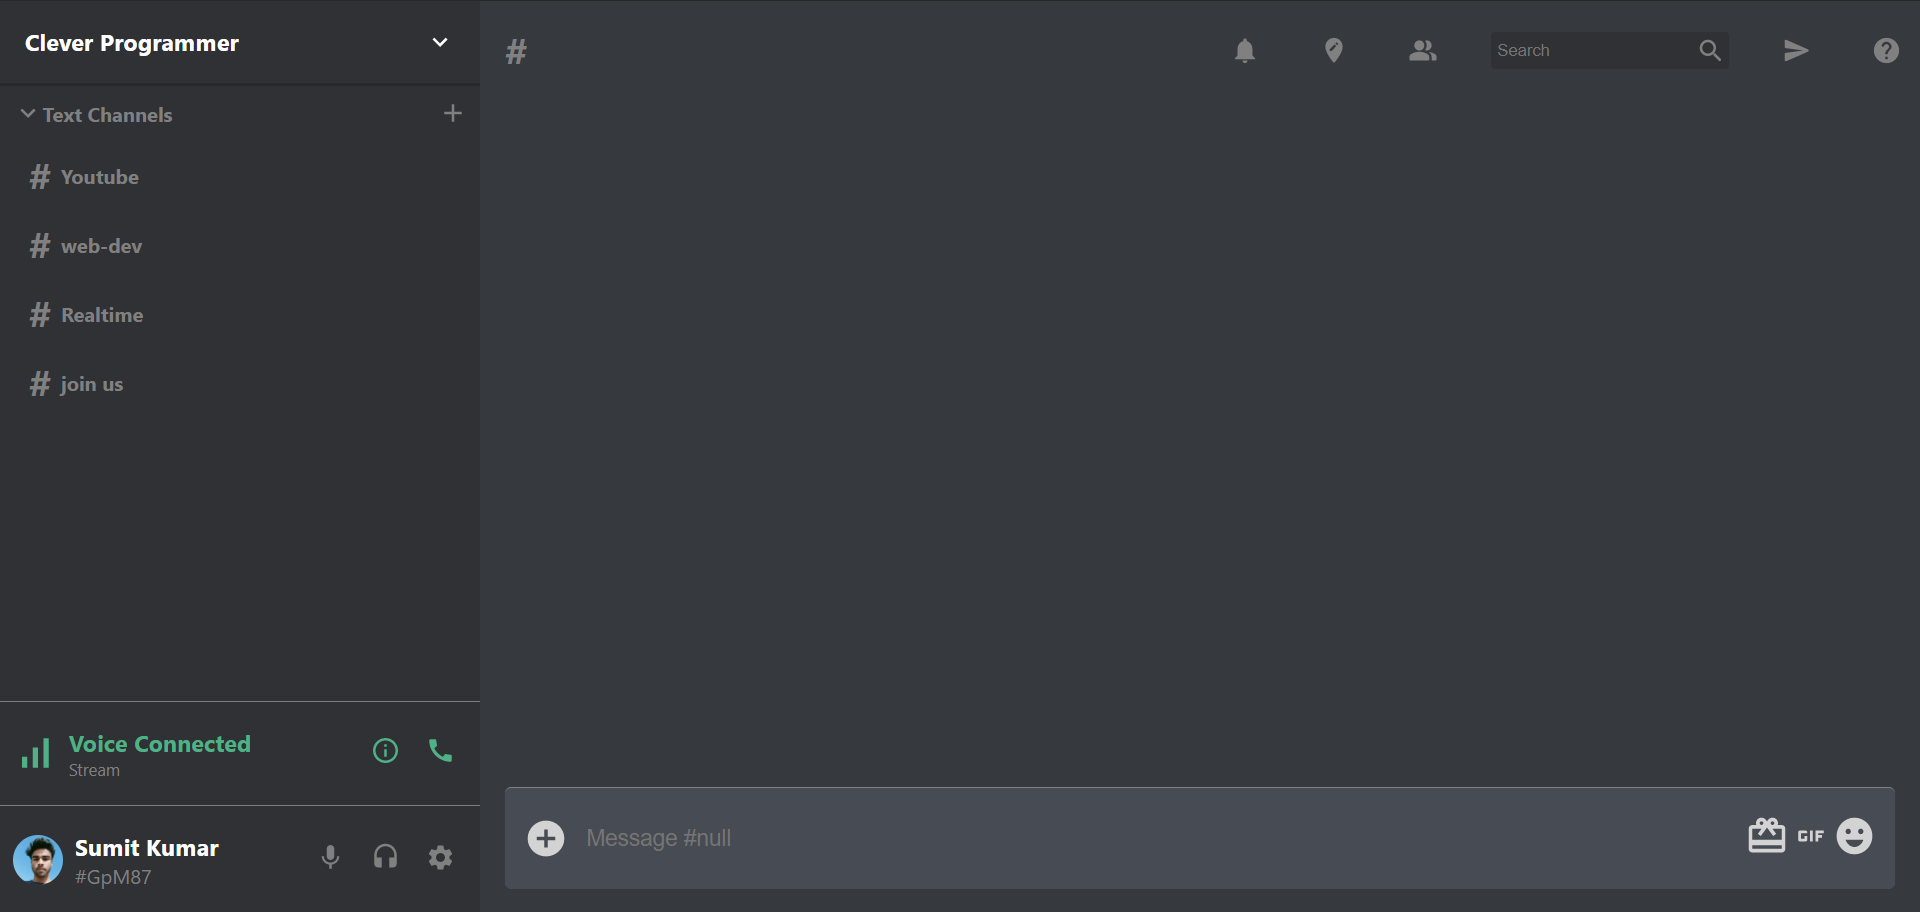 Clever Programmer
#
Search
Text Channels
# Youtube
# web-dev
# Realtime
# join us
Voice Connected
Stream
Sumit Kumar
#GpM87
Message #null
GIF